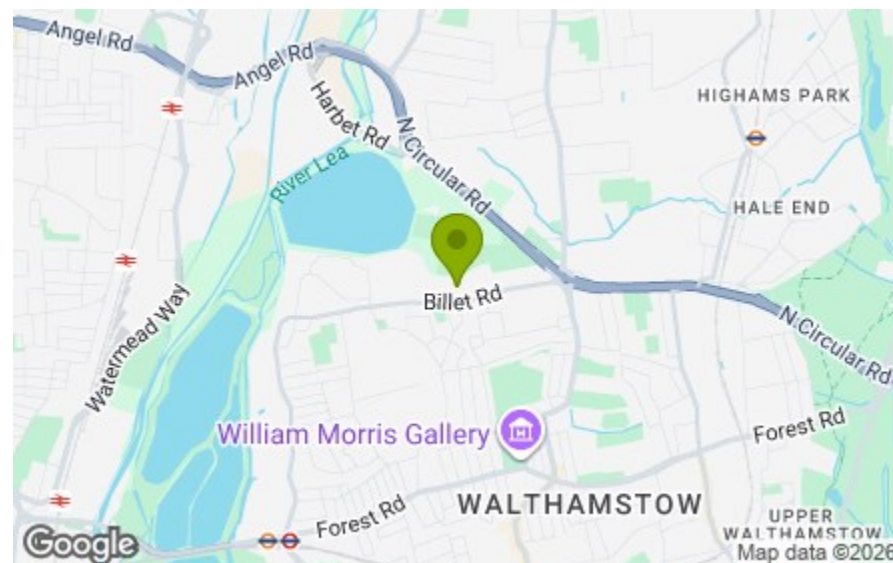 Angel Rd
Angel Rd
Harbet Rd
N Circular Rd
HIGHAMS PARK
River Lea
HALE END
Watermead Way
Billet Rd
N Circular Rd
William Morris Gallery
Forest Rd
Forest Rd
WALTHAMSTOW
UPPER
WALTHAMSTOW
Google
Map data ©2026